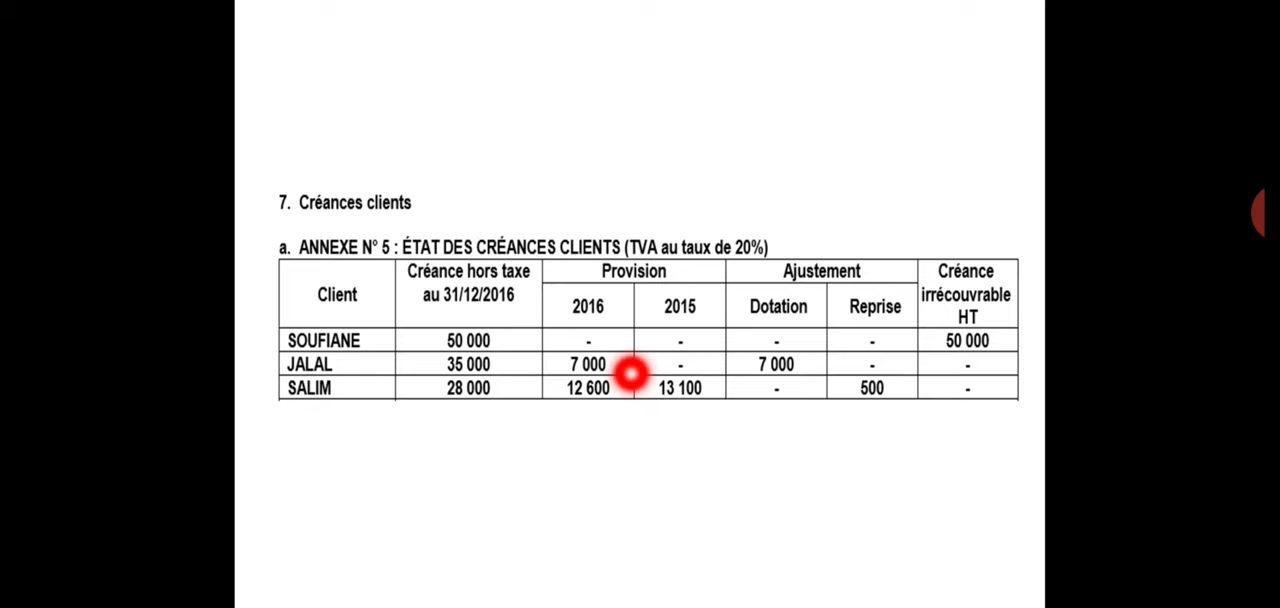 7. Créances clients
a. ANNEXE N° 5 : ÉTAT DES CRÉANCES CLIENTS (TVA au taux de 20%)
Client Créance hors taxe au 31/12/2016 Provision Ajustement Créance irrécouvrable HT
2016 2015 Dotation Reprise
SOUFIANE 50 000 - - - - 50 000
JALAL 35 000 7 000 - 7 000 - -
SALIM 28 000 12 600 13 100 - 500 -